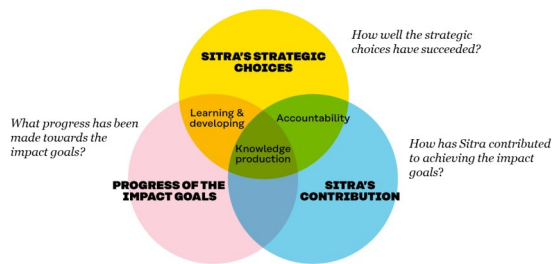 How well the strategic
choices have succeeded?
SITRA'S STRATEGIC
CHOICES
Learning &
developing
Accountability
What progress has been
made towards the
impact goals?
Knowledge
production
How has Sitra contributed
to achieving the impact
goals?
PROGRESS OF THE
IMPACT GOALS
SITRA'S
CONTRIBUTION